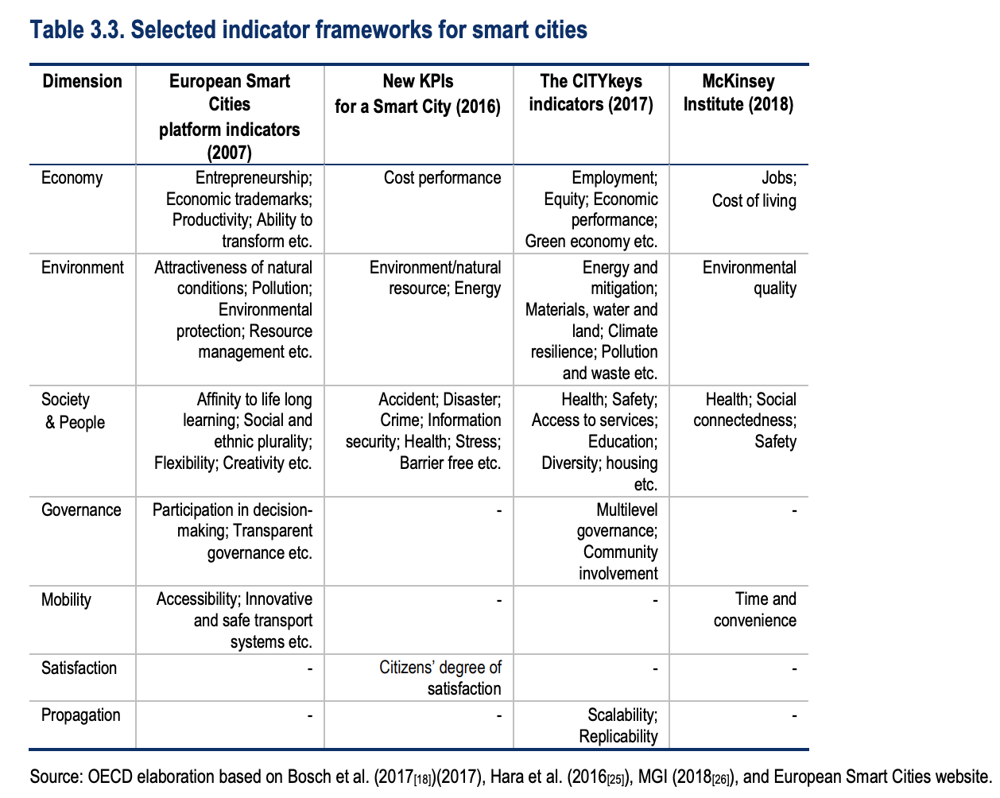 Table 3.3. Selected indicator frameworks for smart cities
Dimension
European Smart
Cities
platform indicators
(2007)
New KPIs
for a Smart City (2016)
The CITYkeys
indicators (2017)
McKinsey
Institute (2018)
Economy
Entrepreneurship;
Economic trademarks;
Productivity; Ability to
transform etc.
Cost performance
Employment;
Equity; Economic
performance;
Green economy etc.
Jobs;
Cost of living
Environment
Attractiveness of natural
conditions; Pollution;
Environmental
protection; Resource
management etc.
Environment/natural
resource; Energy
Energy and
mitigation;
Materials, water and
land; Climate
resilience; Pollution
and waste etc.
Environmental
quality
Society
& People
Affinity to life long
learning; Social and
ethnic plurality;
Flexibility; Creativity etc.
Accident; Disaster;
Crime; Information
security; Health; Stress;
Barrier free etc.
Health; Safety;
Access to services;
Education;
Diversity; housing
etc.
Health; Social
connectedness;
Safety
Governance
Participation in decision-
making; Transparent
governance etc.
-
Multilevel
governance;
Community
involvement
-
Mobility
Accessibility; Innovative
and safe transport
systems etc.
-
-
Time and
convenience
Satisfaction
-
Citizens’ degree of
satisfaction
-
-
Propagation
-
-
Scalability;
Replicability
-
Source: OECD elaboration based on Bosch et al. (2017[18])(2017), Hara et al. (2016[25]), MGI (2018[26]), and European Smart Cities website.